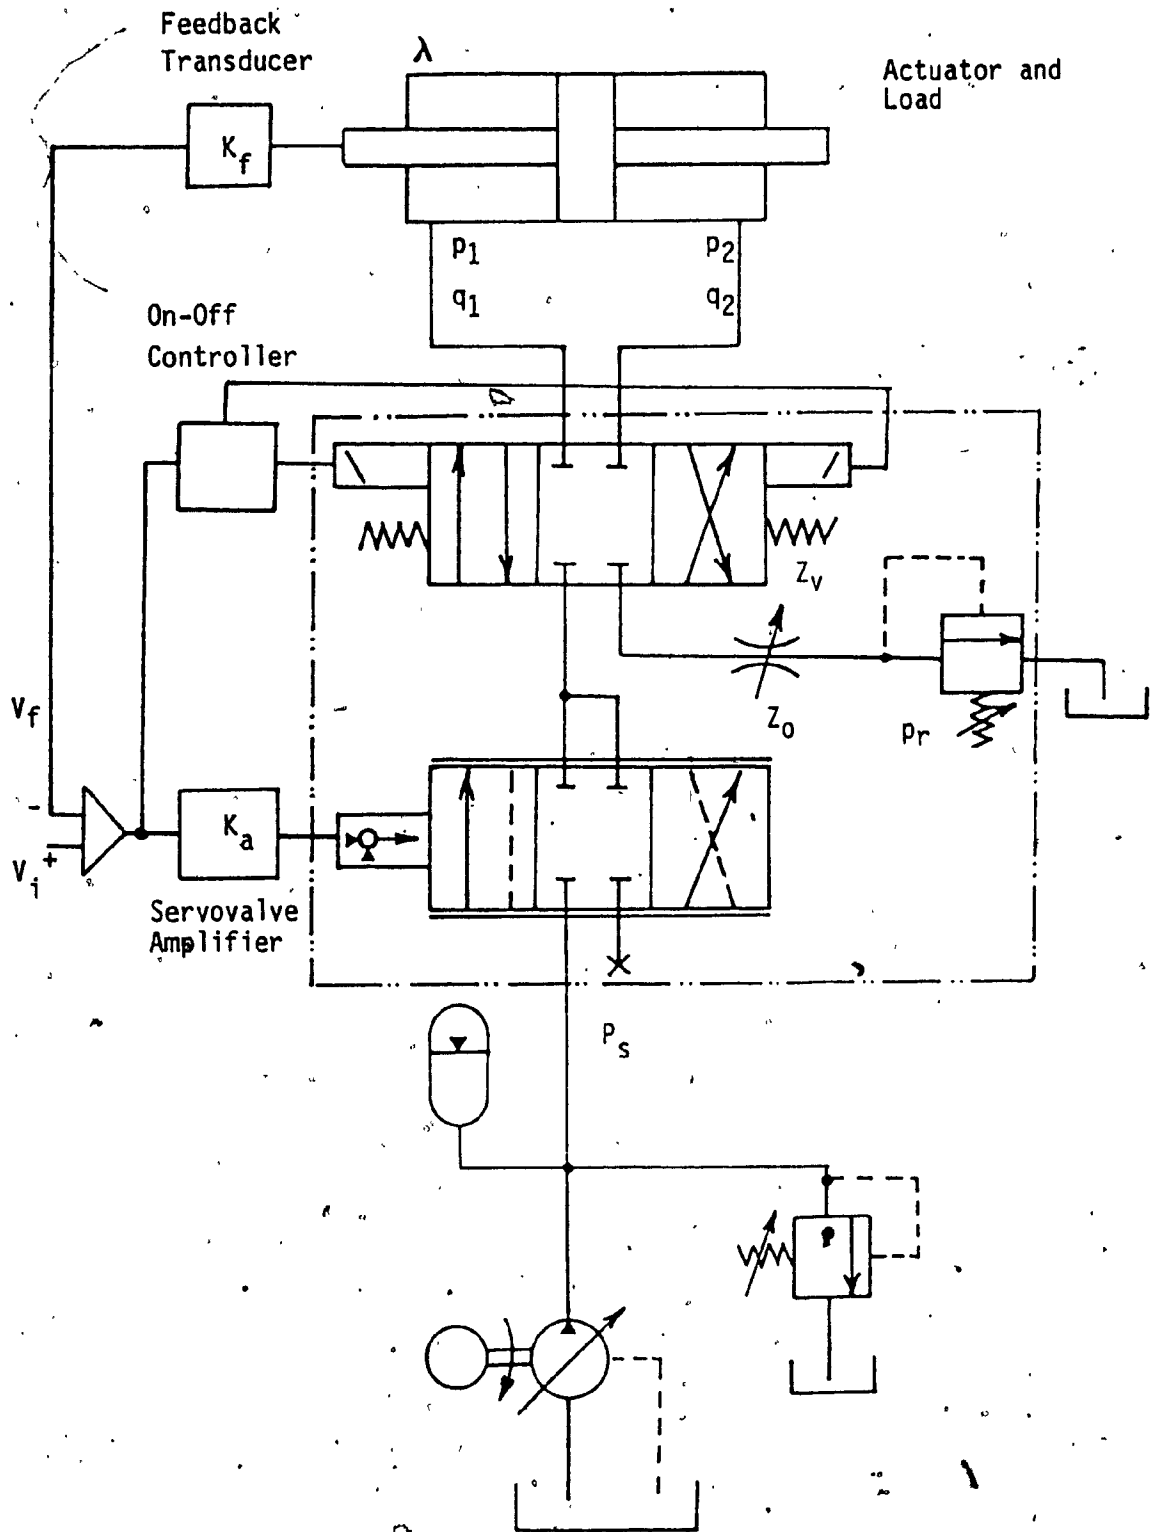 Feedback
Transducer
λ
Actuator and
Load
K_f
p_1
p_2
q_1
q_2
On-Off
Controller
Z_v
V_f
Z_o
p_r
-
K_a
V_i +
Servovalve
Amplifier
P_s